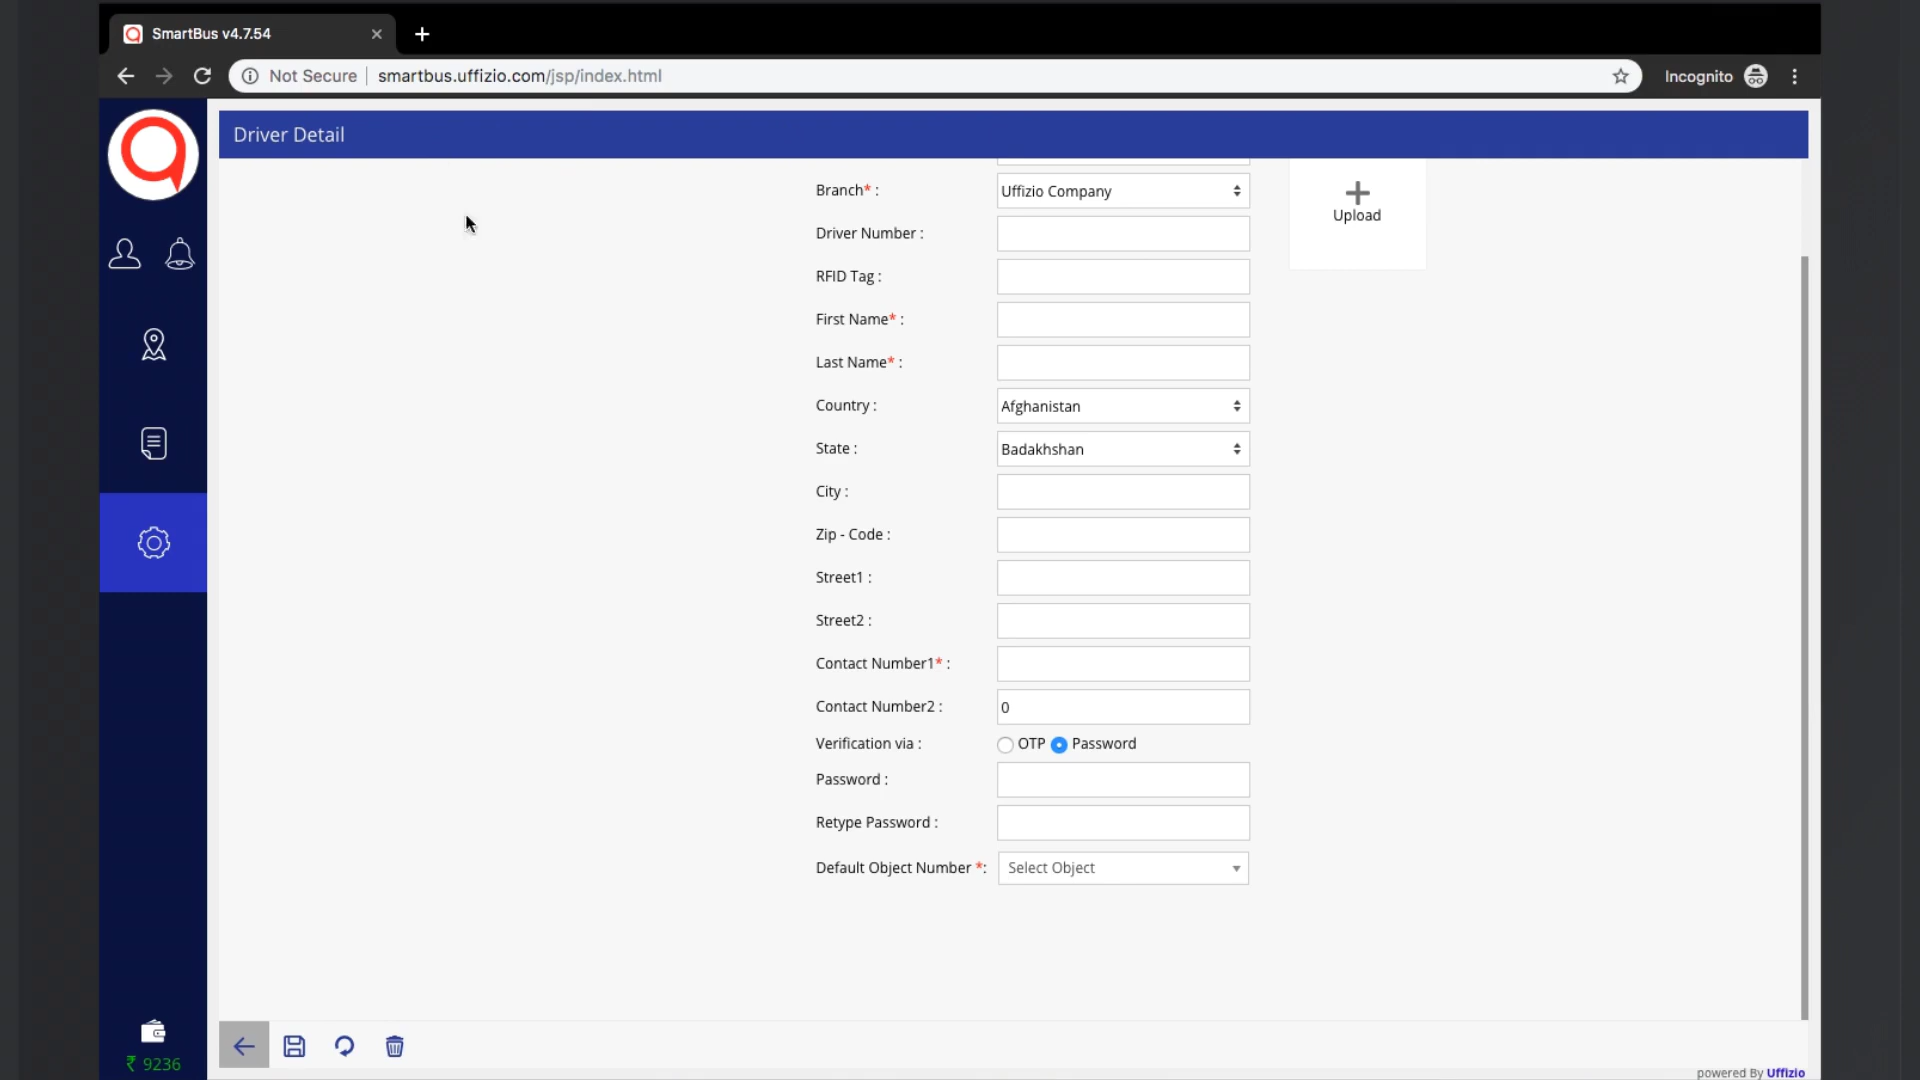 SmartBus v4.7.54
Not Secure smartbus.uffizio.com/jsp/index.html Incognito
Driver Detail
Branch* : Uffizio Company
Upload
Driver Number :
RFID Tag :
First Name* :
Last Name* :
Country : Afghanistan
State : Badakhshan
City :
Zip - Code :
Street1 :
Street2 :
Contact Number1* :
Contact Number2 : 0
Verification via : OTP Password
Password :
Retype Password :
Default Object Number *: Select Object
₹ 9236
powered By Uffizio